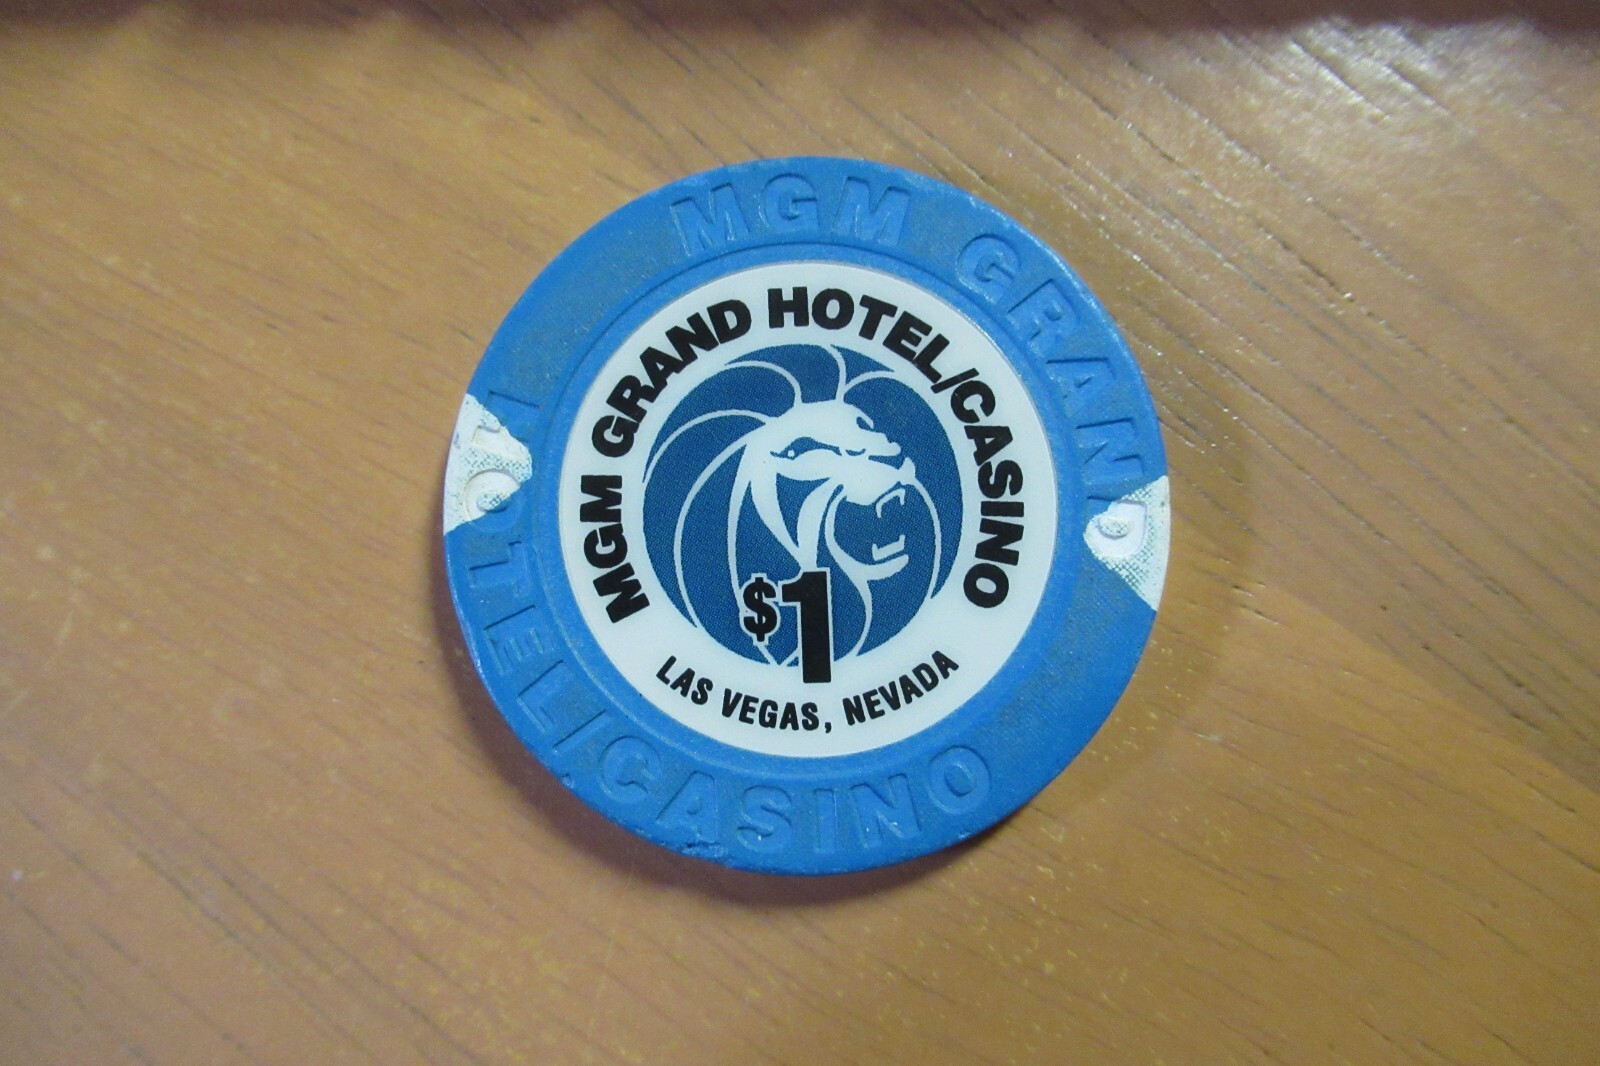 MGM GRAND
HOTEL/CASINO
MGM GRAND HOTEL/CASINO
$1
LAS VEGAS, NEVADA